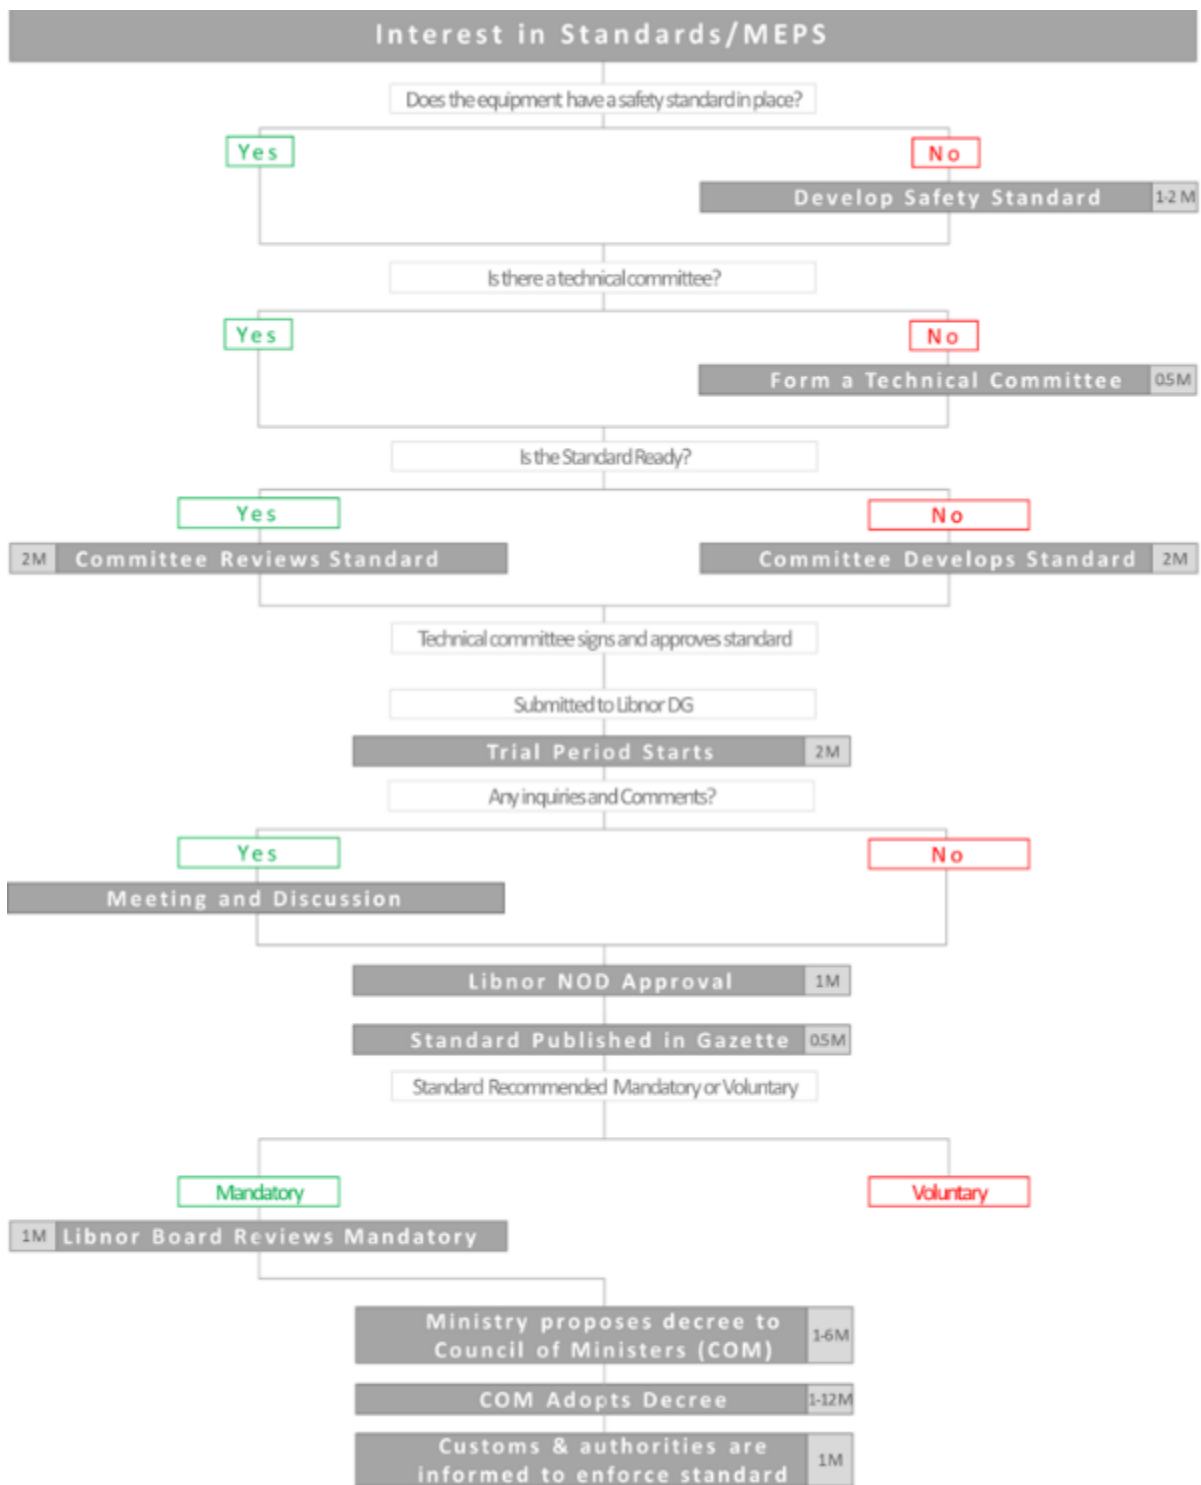 Interest in Standards/MEPS
Does the equipment have a safety standard in place?
Yes
No
Develop Safety Standard
1-2 M
Is there a technical committee?
Yes
No
Form a Technical Committee
0.5M
Is the Standard Ready?
Yes
No
2M
Committee Reviews Standard
Committee Develops Standard
2M
Technical committee signs and approves standard
Submitted to Libnor DG
Trial Period Starts
2M
Any inquiries and Comments?
Yes
No
Meeting and Discussion
Libnor NOD Approval
1M
Standard Published in Gazette
0.5M
Standard Recommended Mandatory or Voluntary
Mandatory
Voluntary
1M
Libnor Board Reviews Mandatory
Ministry proposes decree to
Council of Ministers (COM)
1-6M
COM Adopts Decree
1-12M
Customs & authorities are
informed to enforce standard
1M